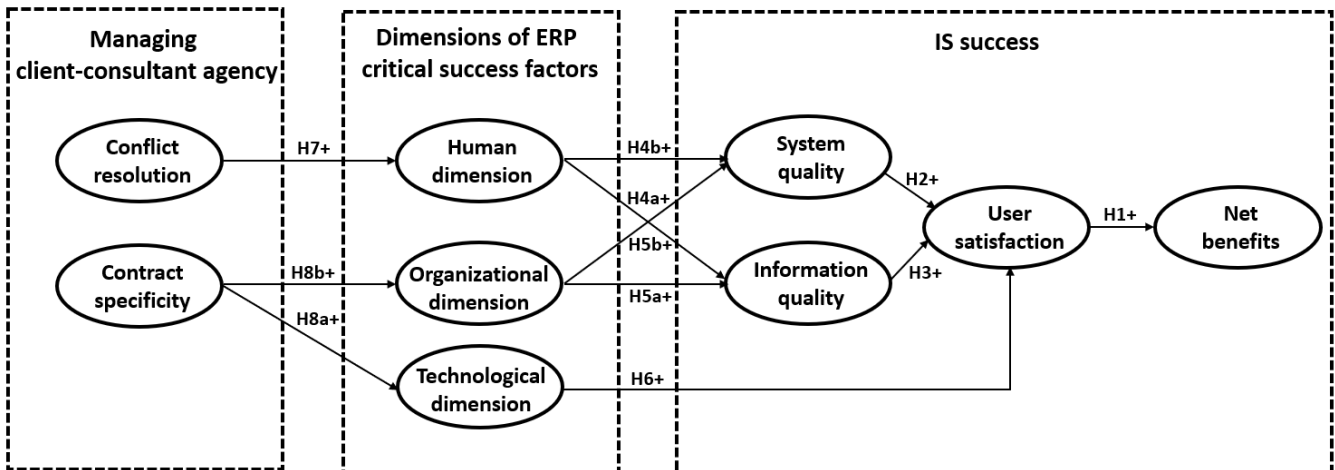 Managing
client-consultant agency
Dimensions of ERP
critical success factors
IS success
Conflict
resolution
H7+
Human
dimension
H4b+
System
quality
H2+
H4a+
User
satisfaction
H1+
Net
benefits
Contract
specificity
H8b+
Organizational
dimension
H5b+
H5a+
Information
quality
H3+
H8a+
Technological
dimension
H6+